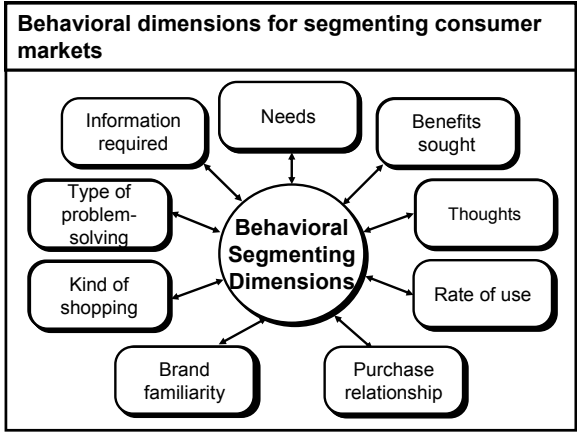 Behavioral dimensions for segmenting consumer
markets
Needs
Benefits
sought
Thoughts
Rate of use
Purchase
relationship
Brand
familiarity
Kind of
shopping
Type of
problem-
solving
Information
required
Behavioral
Segmenting
Dimensions